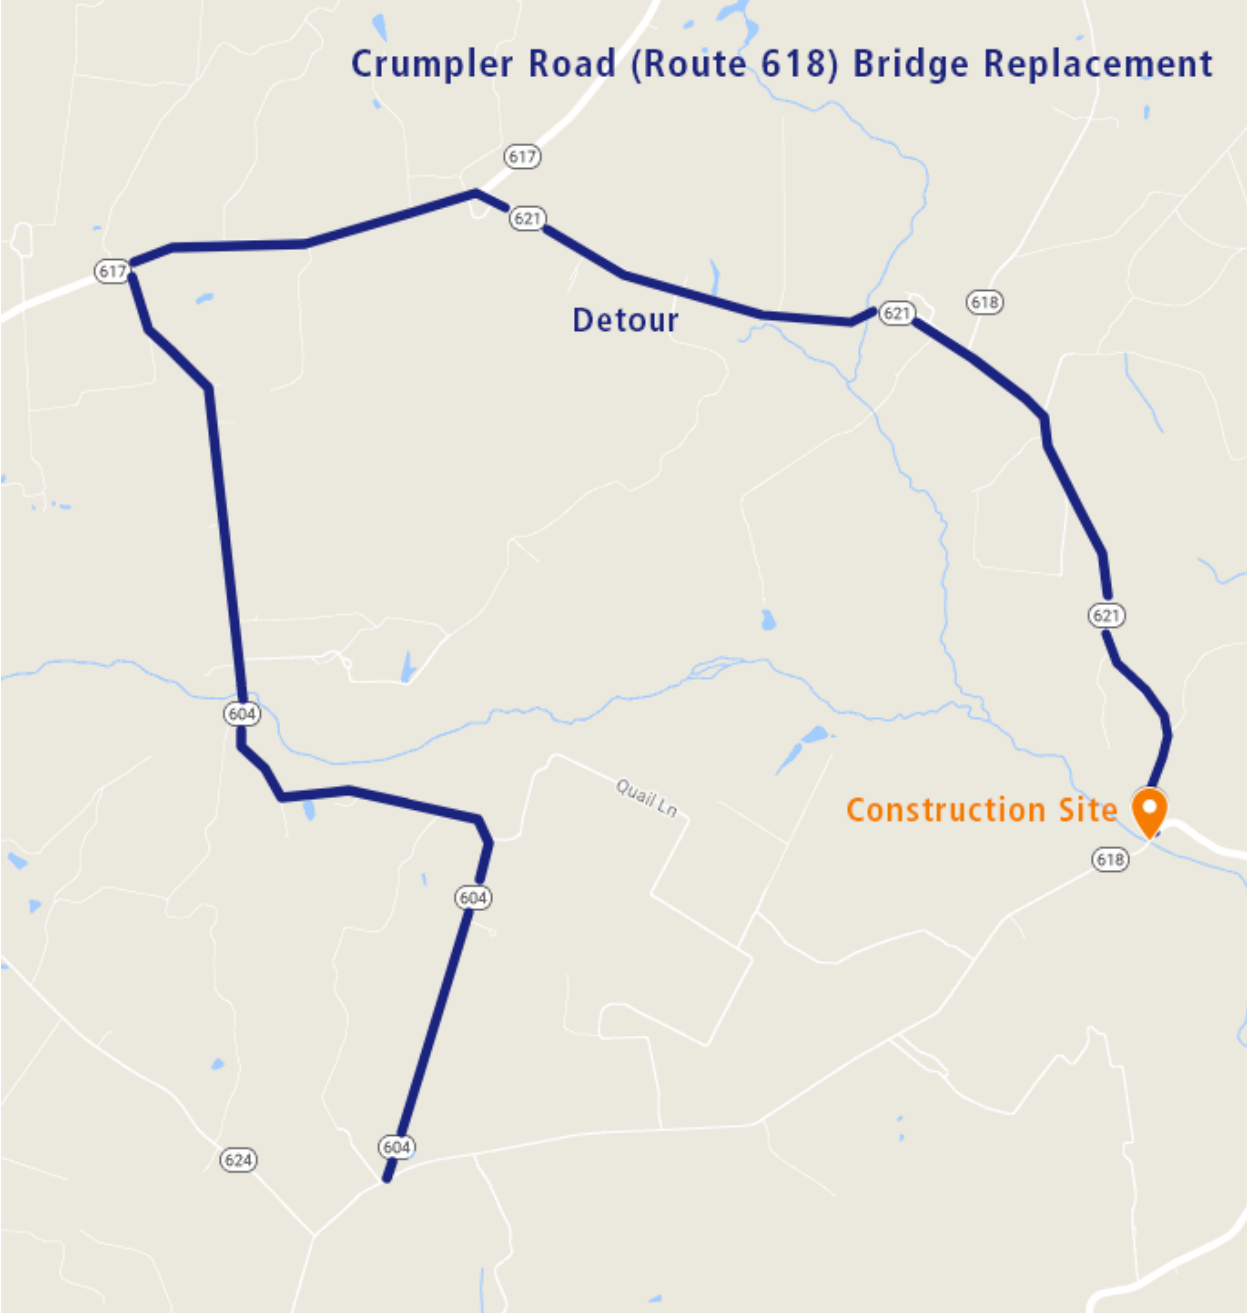 Crumpler Road (Route 618) Bridge Replacement
617
621
617
618
621
Detour
621
604
Quail Ln
Construction Site
618
604
604
624